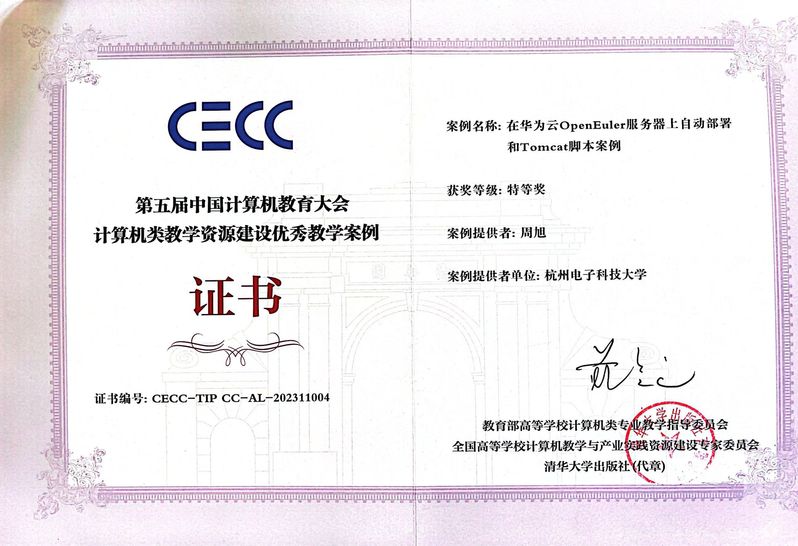 CECC
第五届中国计算机教育大会
计算机类教学资源建设优秀教学案例
证书
证书编号: CECC-TIP CC-AL-202311004
案例名称: 在华为云OpenEuler服务器上自动部署
和Tomcat脚本案例
获奖等级: 特等奖
案例提供者: 周旭
案例提供者单位: 杭州电子科技大学
教育部高等学校计算机类专业教学指导委员会
全国高等学校计算机教学与产业实践资源建设专家委员会
清华大学出版社(代章)